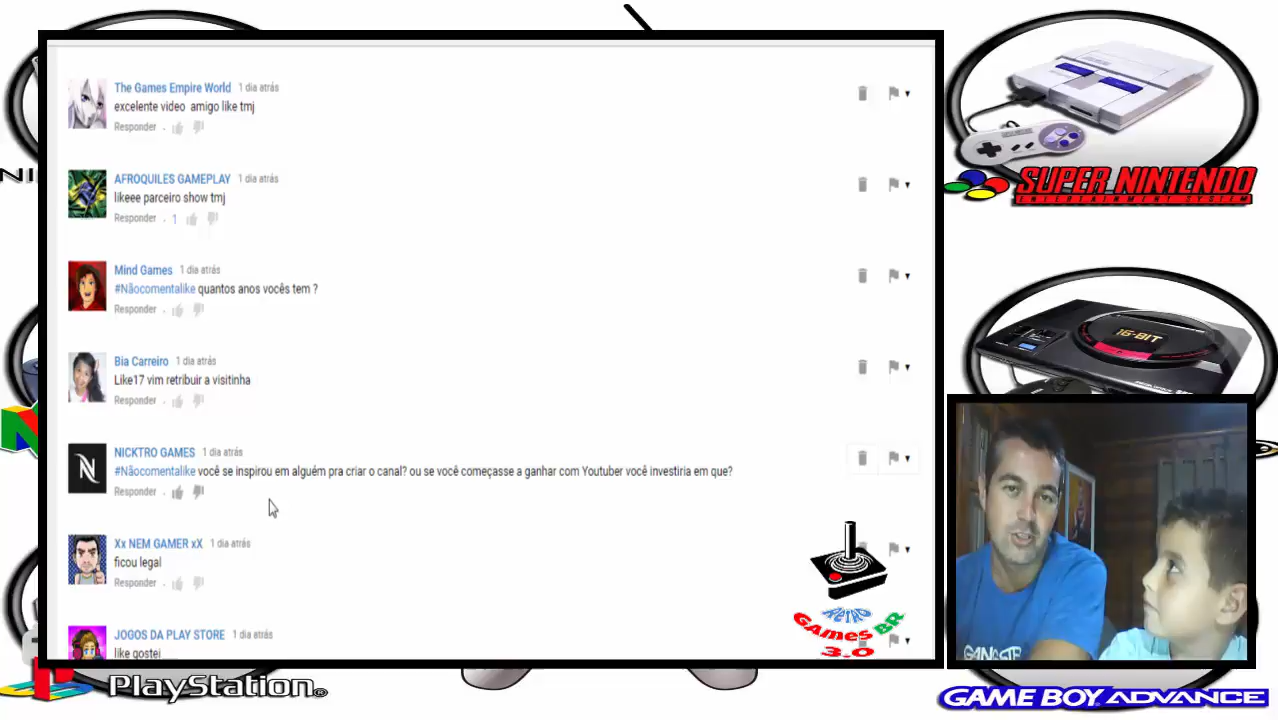 The Games Empire World 1 dia atrás
excelente video amigo like tmj
Responder
AFROQUILES GAMEPLAY 1 dia atrás
likeee parceiro show tmj
Responder . 1
Mind Games 1 dia atrás
#Nãocomentalike quantos anos vocês tem ?
Responder
Bia Carreiro 1 dia atrás
Like17 vim retribuir a visitinha
Responder
NICKTRO GAMES 1 dia atrás
#Nãocomentalike você se inspirou em alguém pra criar o canal? ou se você começasse a ganhar com Youtuber você investiria em que?
Responder
Xx NEM GAMER xX 1 dia atrás
ficou legal
Responder
JOGOS DA PLAY STORE 1 dia atrás
like gostei
RETRO
GAMES BR
3.0
NI
SUPER NINTENDO
ENTERTAINMENT SYSTEM
16-BIT
GANGSTE
PlayStation®
GAME BOY ADVANCE